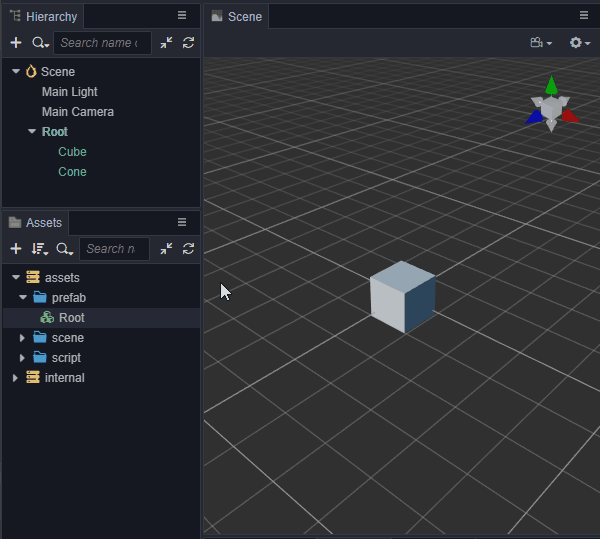 Hierarchy
Search name o
Scene
Main Light
Main Camera
Root
Cube
Cone
Assets
Search n
assets
prefab
Root
scene
script
internal
Scene